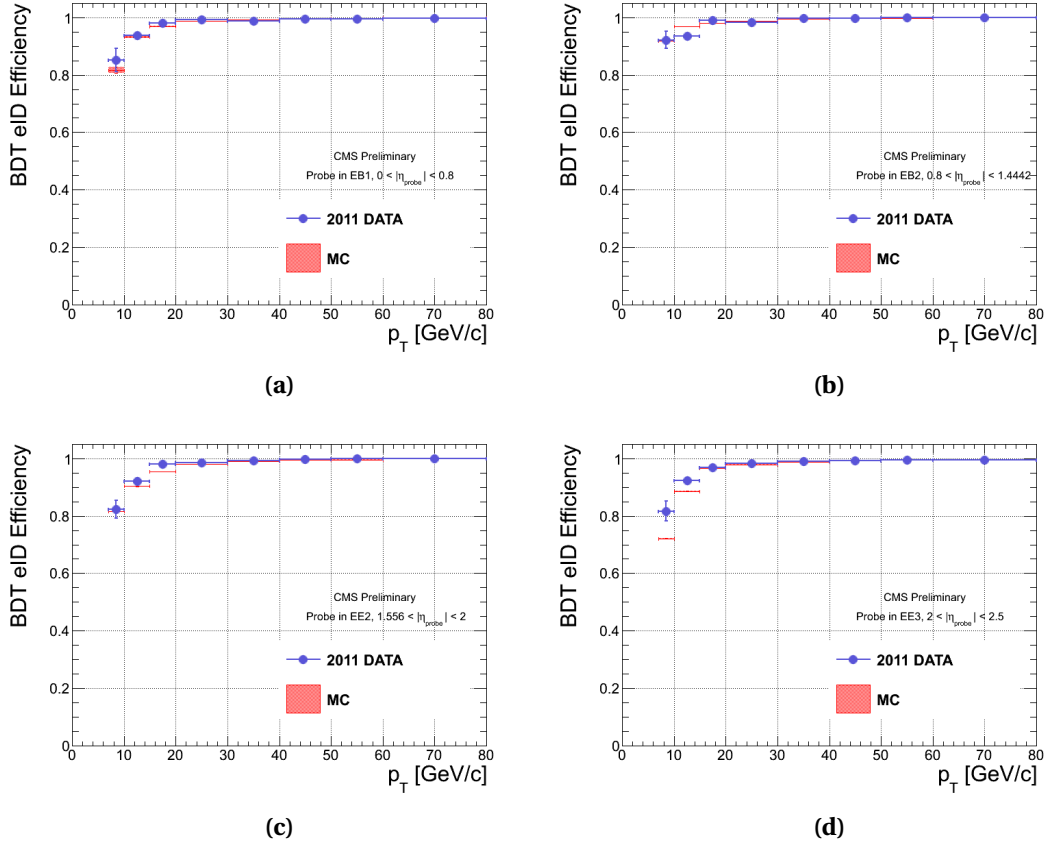 BDT eID Efficiency
1
0.8
0.6
0.4
0.2
0
CMS Preliminary
Probe in EB1, 0 < |η_probe| < 0.8
2011 DATA
MC
0 10 20 30 40 50 60 70 80
p_T [GeV/c]
(a)
BDT eID Efficiency
1
0.8
0.6
0.4
0.2
0
CMS Preliminary
Probe in EB2, 0.8 < |η_probe| < 1.4442
2011 DATA
MC
0 10 20 30 40 50 60 70 80
p_T [GeV/c]
(b)
BDT eID Efficiency
1
0.8
0.6
0.4
0.2
0
CMS Preliminary
Probe in EE2, 1.556 < |η_probe| < 2
2011 DATA
MC
0 10 20 30 40 50 60 70 80
p_T [GeV/c]
(c)
BDT eID Efficiency
1
0.8
0.6
0.4
0.2
0
CMS Preliminary
Probe in EE3, 2 < |η_probe| < 2.5
2011 DATA
MC
0 10 20 30 40 50 60 70 80
p_T [GeV/c]
(d)